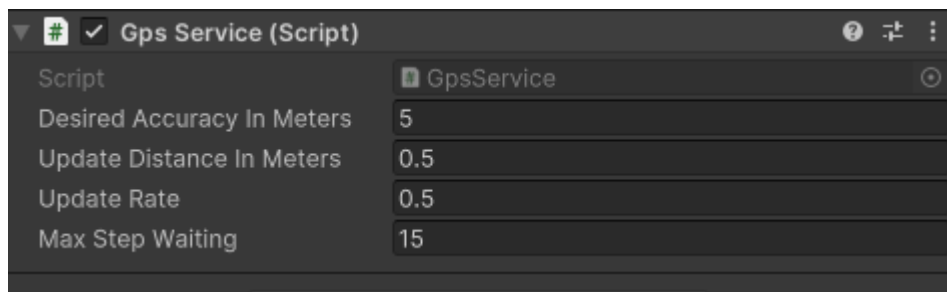 # Gps Service (Script)
Script # GpsService
Desired Accuracy In Meters 5
Update Distance In Meters 0.5
Update Rate 0.5
Max Step Waiting 15